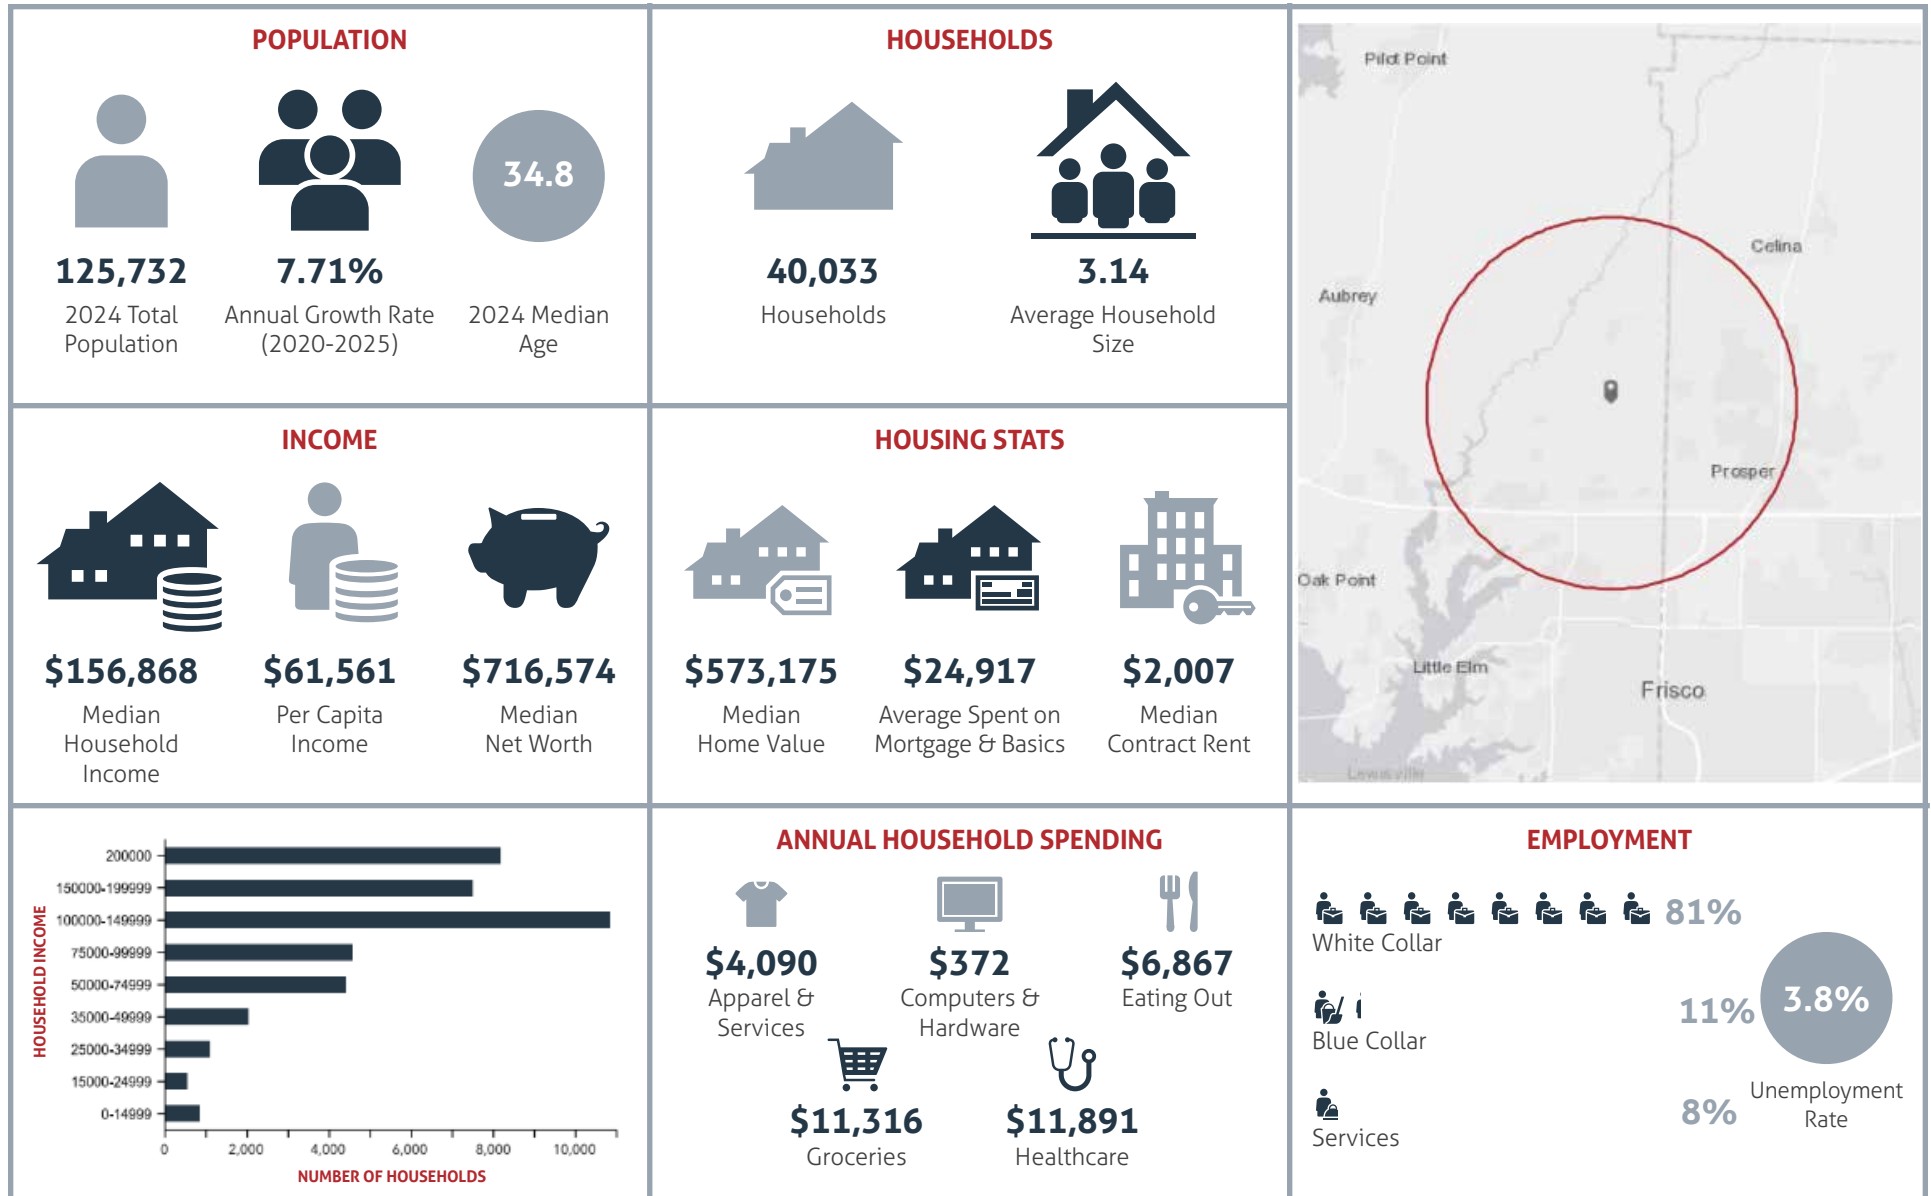 POPULATION
34.8
125,732
7.71%
2024 Total
Population
Annual Growth Rate
(2020-2025)
2024 Median
Age
HOUSEHOLDS
40,033
3.14
Households
Average Household
Size
Pilot Point
Celina
Aubrey
Prosper
Oak Point
Little Elm
Frisco
Lewisville
INCOME
$156,868
$61,561
$716,574
Median
Household
Income
Per Capita
Income
Median
Net Worth
HOUSING STATS
$573,175
$24,917
$2,007
Median
Home Value
Average Spent on
Mortgage & Basics
Median
Contract Rent
HOUSEHOLD INCOME
200000
150000-199999
100000-149999
75000-99999
50000-74999
35000-49999
25000-34999
15000-24999
0-14999
0 2,000 4,000 6,000 8,000 10,000
NUMBER OF HOUSEHOLDS
ANNUAL HOUSEHOLD SPENDING
$4,090
$372
$6,867
Apparel &
Services
Computers &
Hardware
Eating Out
$11,316
$11,891
Groceries
Healthcare
EMPLOYMENT
81%
White Collar
11%
Blue Collar
8%
Services
3.8%
Unemployment
Rate